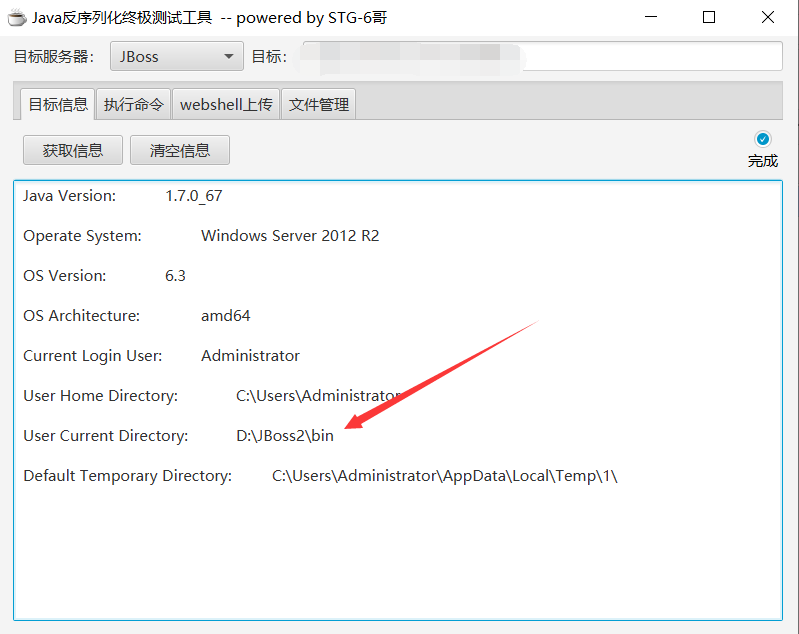 Java反序列化终极测试工具 -- powered by STG-6哥
目标服务器： JBoss 目标：
目标信息 执行命令 webshell上传 文件管理
获取信息 清空信息
完成
Java Version: 1.7.0_67
Operate System: Windows Server 2012 R2
OS Version: 6.3
OS Architecture: amd64
Current Login User: Administrator
User Home Directory: C:\Users\Administrator
User Current Directory: D:\JBoss2\bin
Default Temporary Directory: C:\Users\Administrator\AppData\Local\Temp\1\